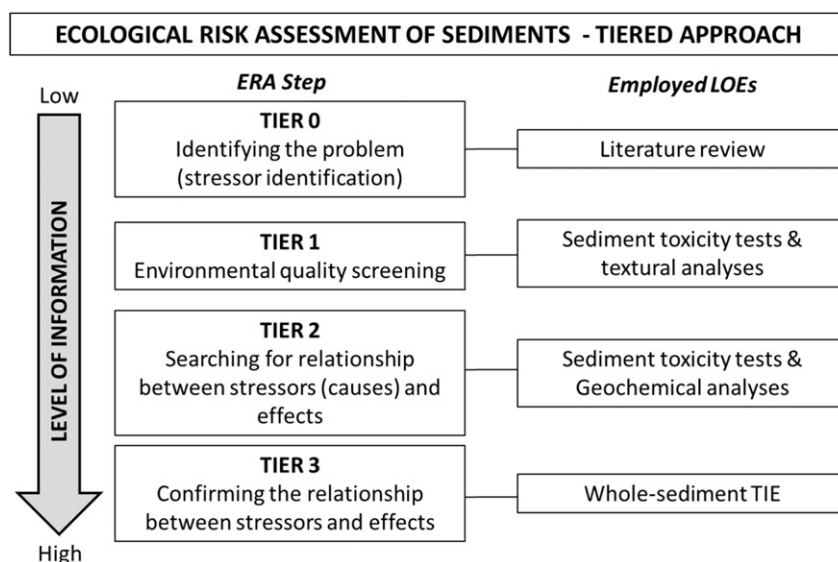 ECOLOGICAL RISK ASSESSMENT OF SEDIMENTS - TIERED APPROACH
ERA Step
Employed LOEs
Low
LEVEL OF INFORMATION
High
TIER 0
Identifying the problem
(stressor identification)
Literature review
TIER 1
Environmental quality screening
Sediment toxicity tests &
textural analyses
TIER 2
Searching for relationship
between stressors (causes) and
effects
Sediment toxicity tests &
Geochemical analyses
TIER 3
Confirming the relationship
between stressors and effects
Whole-sediment TIE